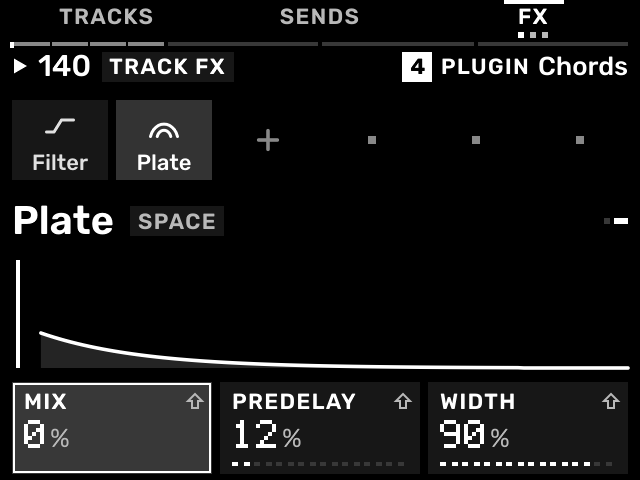 TRACKS SENDS FX
140 TRACK FX 4 PLUGIN Chords
Filter Plate
Plate SPACE
MIX PREDELAY WIDTH
0% 12% 90%